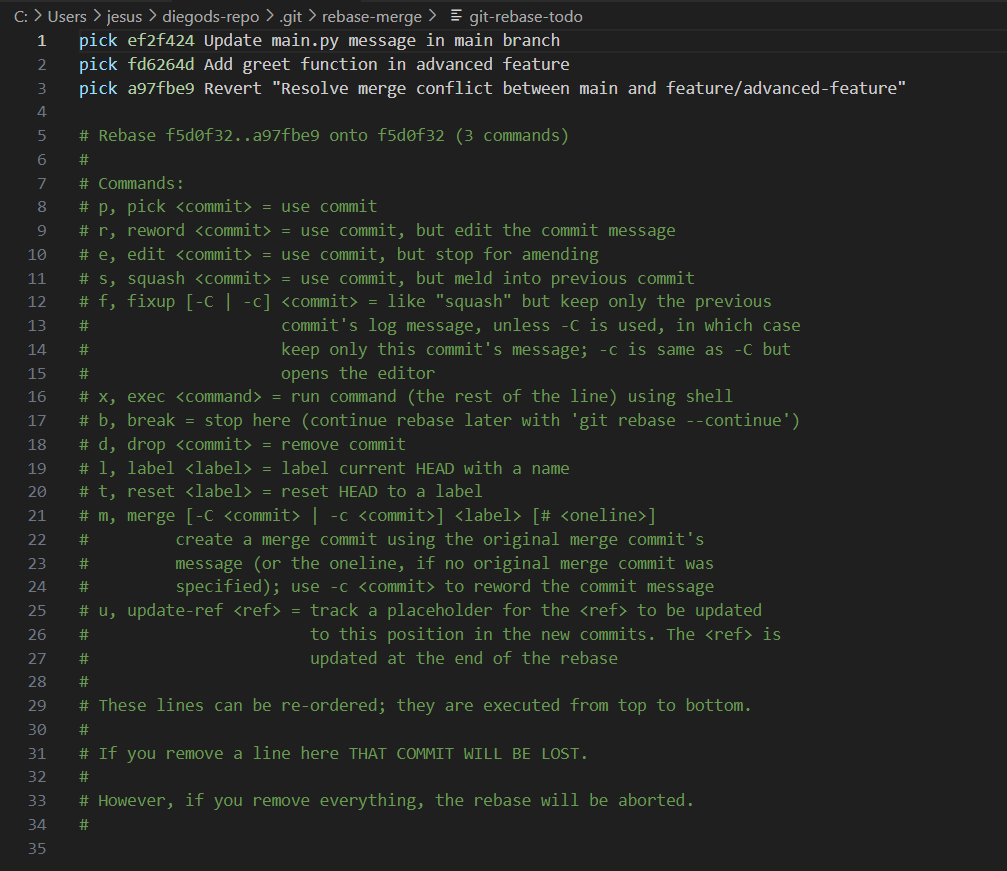 C: > Users > jesus > diegods-repo > .git > rebase-merge > git-rebase-todo
1 pick ef2f424 Update main.py message in main branch
2 pick fd6264d Add greet function in advanced feature
3 pick a97fbe9 Revert "Resolve merge conflict between main and feature/advanced-feature"
4
5 # Rebase f5d0f32..a97fbe9 onto f5d0f32 (3 commands)
6 #
7 # Commands:
8 # p, pick <commit> = use commit
9 # r, reword <commit> = use commit, but edit the commit message
10 # e, edit <commit> = use commit, but stop for amending
11 # s, squash <commit> = use commit, but meld into previous commit
12 # f, fixup [-C | -c] <commit> = like "squash" but keep only the previous
13 #                    commit's log message, unless -C is used, in which case
14 #                    keep only this commit's message; -c is same as -C but
15 #                    opens the editor
16 # x, exec <command> = run command (the rest of the line) using shell
17 # b, break = stop here (continue rebase later with 'git rebase --continue')
18 # d, drop <commit> = remove commit
19 # l, label <label> = label current HEAD with a name
20 # t, reset <label> = reset HEAD to a label
21 # m, merge [-C <commit> | -c <commit>] <label> [# <oneline>]
22 #         create a merge commit using the original merge commit's
23 #         message (or the oneline, if no original merge commit was
24 #         specified); use -c <commit> to reword the commit message
25 # u, update-ref <ref> = track a placeholder for the <ref> to be updated
26 #                       to this position in the new commits. The <ref> is
27 #                       updated at the end of the rebase
28 #
29 # These lines can be re-ordered; they are executed from top to bottom.
30 #
31 # If you remove a line here THAT COMMIT WILL BE LOST.
32 #
33 # However, if you remove everything, the rebase will be aborted.
34 #
35